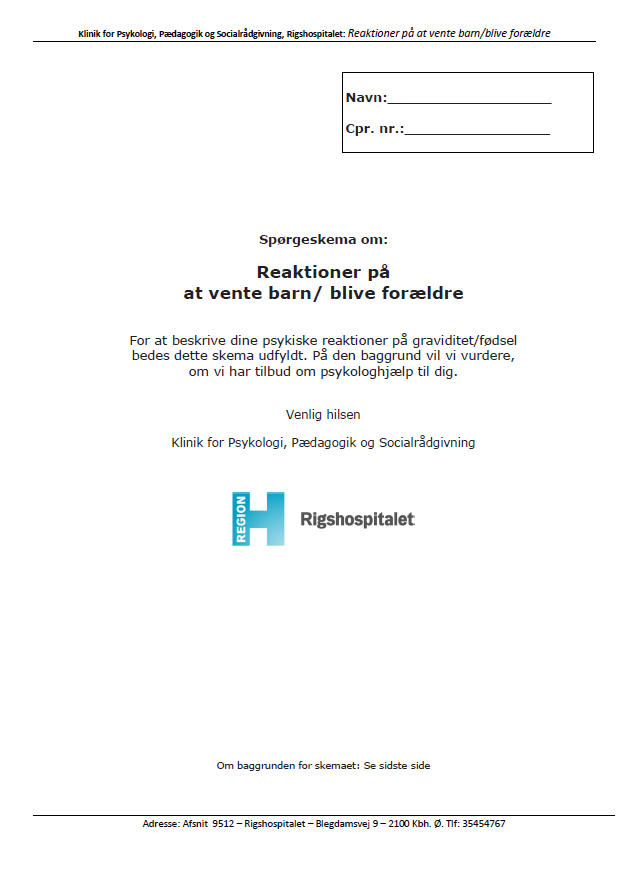 Klinik for Psykologi, Pædagogik og Socialrådgivning, Rigshospitalet: Reaktioner på at vente barn/blive forældre
Navn:____________________
Cpr. nr.:__________________
Spørgeskema om:
Reaktioner på
at vente barn/ blive forældre
For at beskrive dine psykiske reaktioner på graviditet/fødsel
bedes dette skema udfyldt. På den baggrund vil vi vurdere,
om vi har tilbud om psykologhjælp til dig.
Venlig hilsen
Klinik for Psykologi, Pædagogik og Socialrådgivning
REGION H Rigshospitalet
Om baggrunden for skemaet: Se sidste side
Adresse: Afsnit 9512 – Rigshospitalet – Blegdamsvej 9 – 2100 Kbh. Ø. Tlf: 35454767